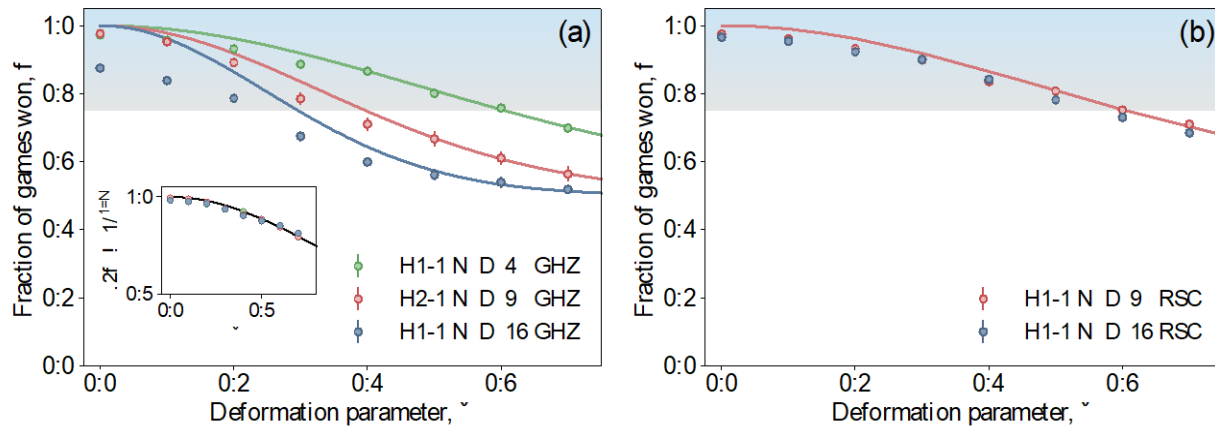 (a)
1:0
0:8
0:6
0:4
0:2
0:0
Fraction of games won, f
0:0 0:2 0:4 0:6
Deformation parameter, ˇ
H1-1 N D 4 GHZ
H2-1 N D 9 GHZ
H1-1 N D 16 GHZ
1:0
0:5
.2f ! 1/ 1=N
0:0 0:5
ˇ
(b)
1:0
0:8
0:6
0:4
0:2
0:0
Fraction of games won, f
0:0 0:2 0:4 0:6
Deformation parameter, ˇ
H1-1 N D 9 RSC
H1-1 N D 16 RSC